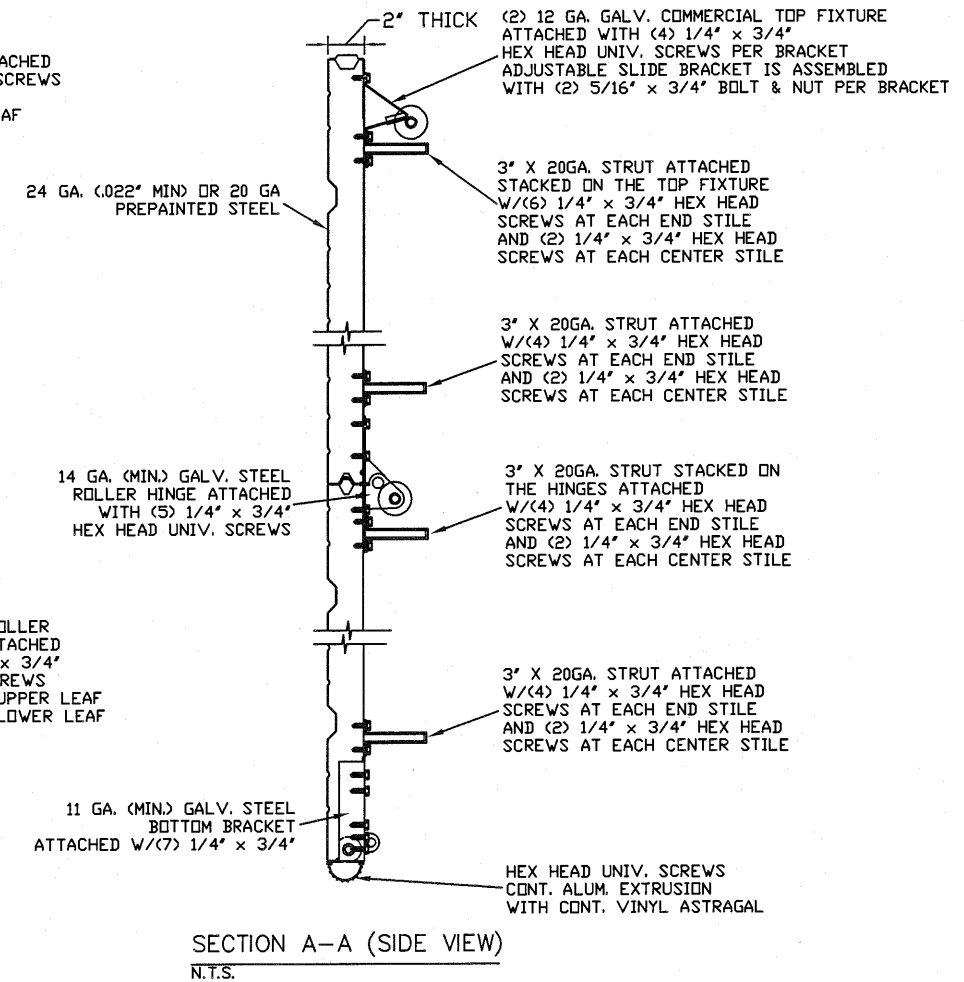 2" THICK
(2) 12 GA. GALV. COMMERCIAL TOP FIXTURE
ATTACHED WITH (4) 1/4" x 3/4"
HEX HEAD UNIV. SCREWS PER BRACKET
ADJUSTABLE SLIDE BRACKET IS ASSEMBLED
WITH (2) 5/16" x 3/4" BOLT & NUT PER BRACKET
TACHED
SCREWS
EAF
24 GA. (.022" MIN) OR 20 GA
PREPAINTED STEEL
3" X 20GA. STRUT ATTACHED
STACKED ON THE TOP FIXTURE
W/(6) 1/4" x 3/4" HEX HEAD
SCREWS AT EACH END STILE
AND (2) 1/4" x 3/4" HEX HEAD
SCREWS AT EACH CENTER STILE
3" X 20GA. STRUT ATTACHED
W/(4) 1/4" x 3/4" HEX HEAD
SCREWS AT EACH END STILE
AND (2) 1/4" x 3/4" HEX HEAD
SCREWS AT EACH CENTER STILE
14 GA. (MIN.) GALV. STEEL
ROLLER HINGE ATTACHED
WITH (5) 1/4" x 3/4"
HEX HEAD UNIV. SCREWS
3" X 20GA. STRUT STACKED ON
THE HINGES ATTACHED
W/(4) 1/4" x 3/4" HEX HEAD
SCREWS AT EACH END STILE
AND (2) 1/4" x 3/4" HEX HEAD
SCREWS AT EACH CENTER STILE
OLLER
TACHED
x 3/4"
REWS
UPPER LEAF
LOWER LEAF
3" X 20GA. STRUT ATTACHED
W/(4) 1/4" x 3/4" HEX HEAD
SCREWS AT EACH END STILE
AND (2) 1/4" x 3/4" HEX HEAD
SCREWS AT EACH CENTER STILE
11 GA. (MIN.) GALV. STEEL
BOTTOM BRACKET
ATTACHED W/(7) 1/4" x 3/4"
HEX HEAD UNIV. SCREWS
CONT. ALUM. EXTRUSION
WITH CONT. VINYL ASTRAGAL
SECTION A-A (SIDE VIEW)
N.T.S.